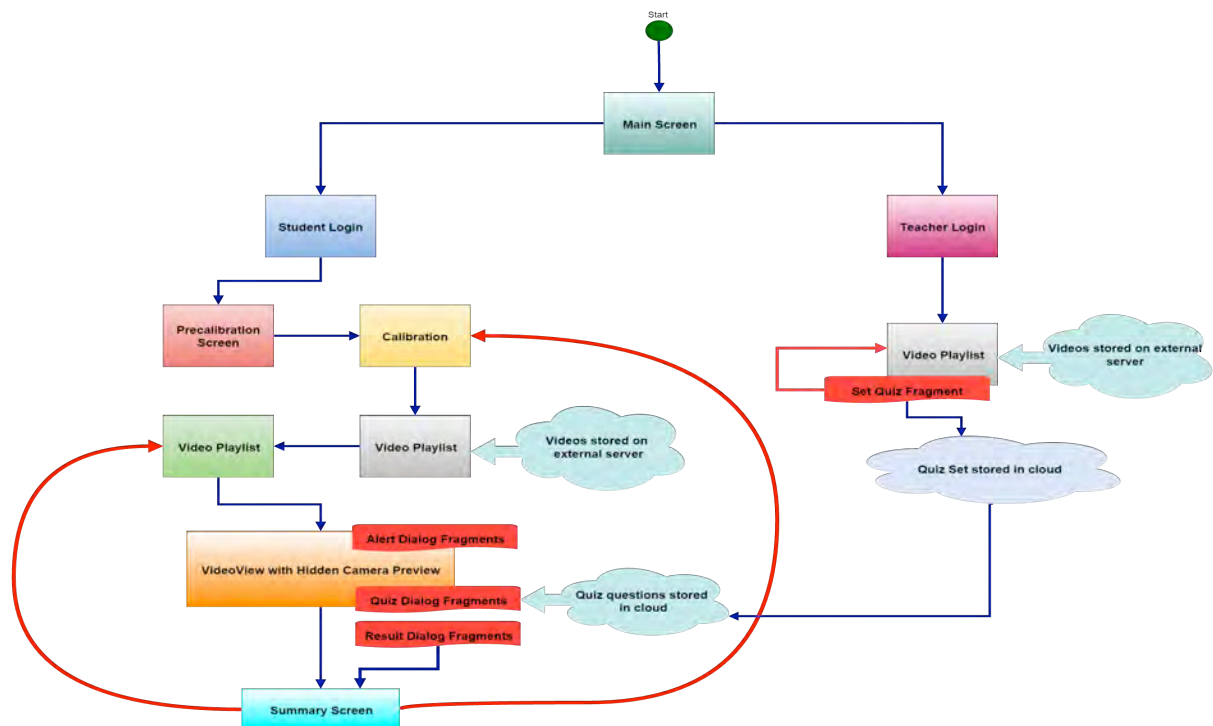 Start
Main Screen
Student Login
Teacher Login
Precalibration
Screen
Calibration
Video Playlist
Videos stored on external
server
Set Quiz Fragment
Video Playlist
Video Playlist
Videos stored on
external server
Quiz Set stored in cloud
Alert Dialog Fragments
VideoView with Hidden Camera Preview
Quiz Dialog Fragments
Quiz questions stored
in cloud
Result Dialog Fragments
Summary Screen